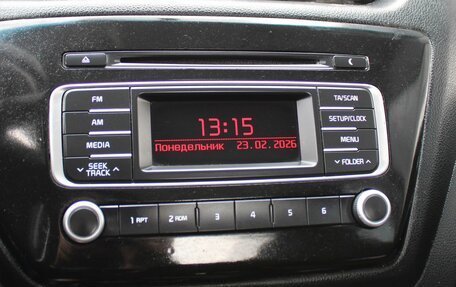 FM
AM
MEDIA
SEEK
TRACK
13:15
Понедельник 23.02.2026
TA/SCAN
SETUP/CLOCK
MENU
FOLDER
1 RPT
2 RDM
3
4
5
6